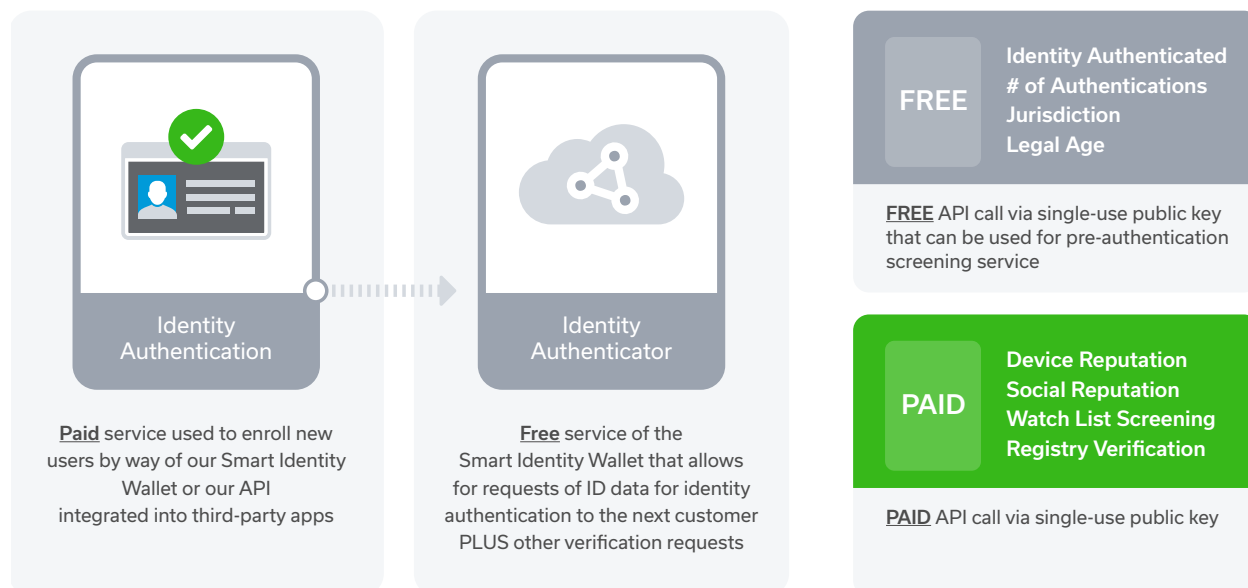 Identity
Authentication
Paid service used to enroll new
users by way of our Smart Identity
Wallet or our API
integrated into third-party apps
Identity
Authenticator
Free service of the
Smart Identity Wallet that allows
for requests of ID data for identity
authentication to the next customer
PLUS other verification requests
FREE
Identity Authenticated
# of Authentications
Jurisdiction
Legal Age
FREE API call via single-use public key
that can be used for pre-authentication
screening service
PAID
Device Reputation
Social Reputation
Watch List Screening
Registry Verification
PAID API call via single-use public key